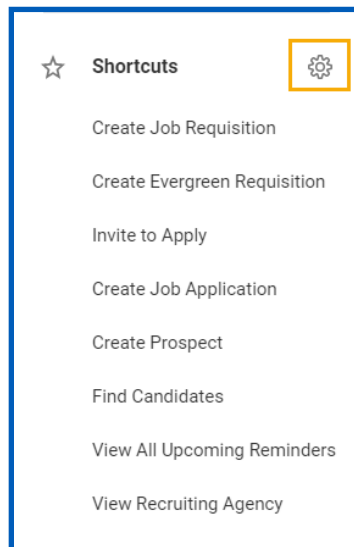 Shortcuts
Create Job Requisition
Create Evergreen Requisition
Invite to Apply
Create Job Application
Create Prospect
Find Candidates
View All Upcoming Reminders
View Recruiting Agency